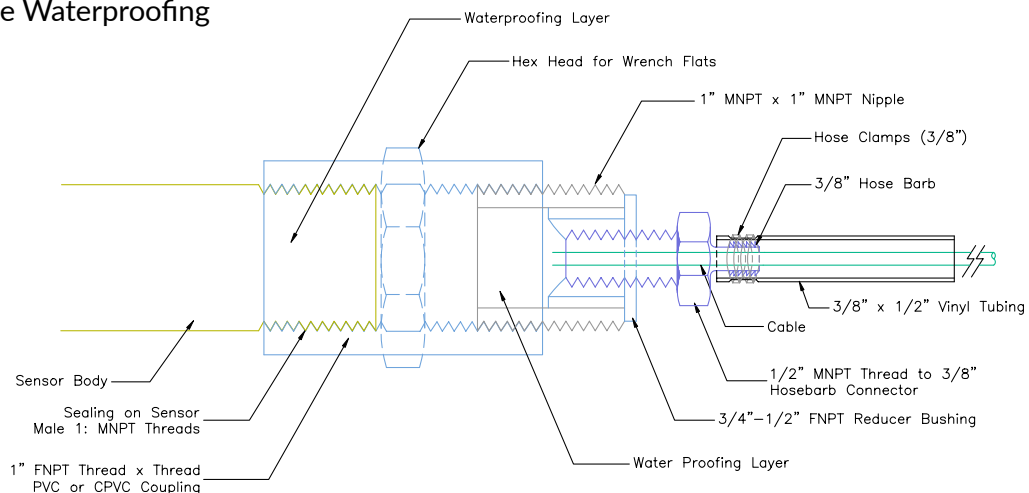 e Waterproofing
Waterproofing Layer
Hex Head for Wrench Flats
1" MNPT x 1" MNPT Nipple
Hose Clamps (3/8")
3/8" Hose Barb
3/8" x 1/2" Vinyl Tubing
Cable
Sensor Body
1/2" MNPT Thread to 3/8"
Hosebarb Connector
Sealing on Sensor
Male 1: MNPT Threads
3/4"-1/2" FNPT Reducer Bushing
Water Proofing Layer
1" FNPT Thread x Thread
PVC or CPVC Coupling